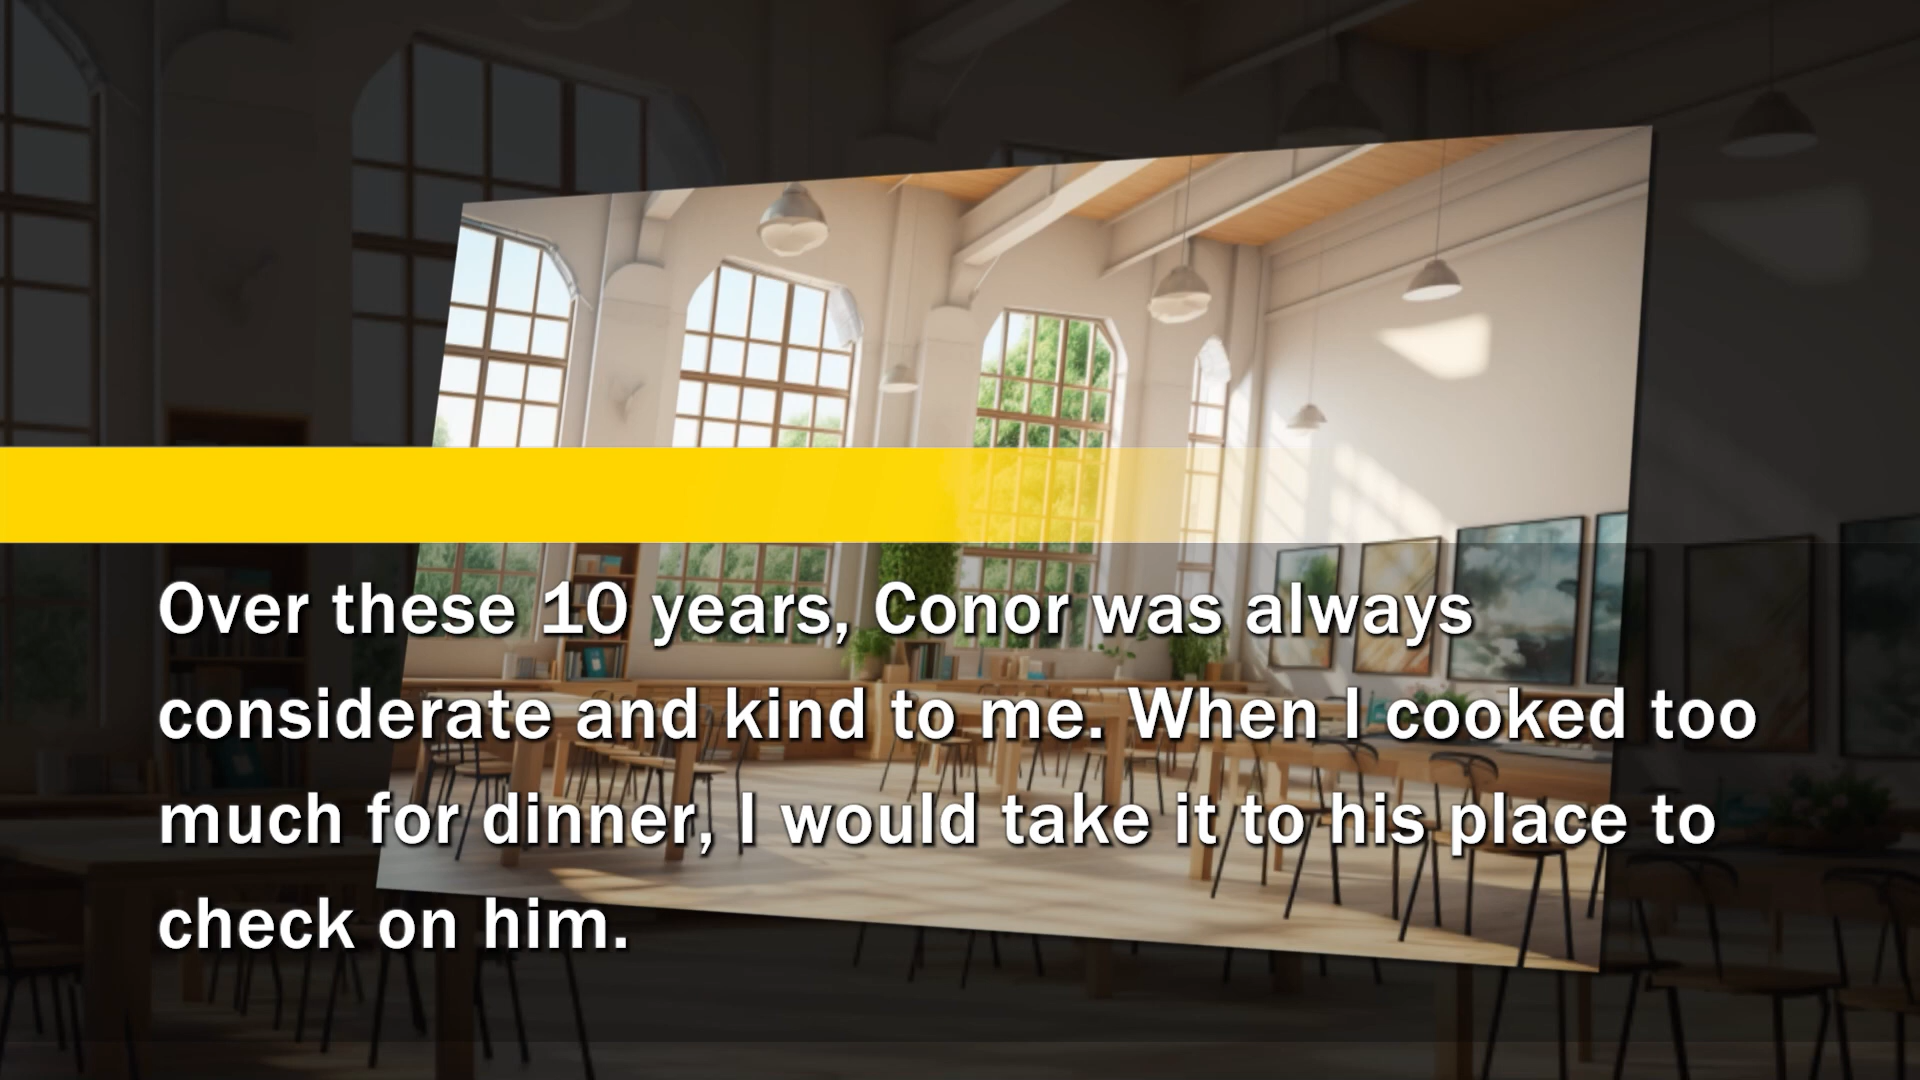 Over these 10 years, Conor was always
considerate and kind to me. When I cooked too
much for dinner, I would take it to his place to
check on him.